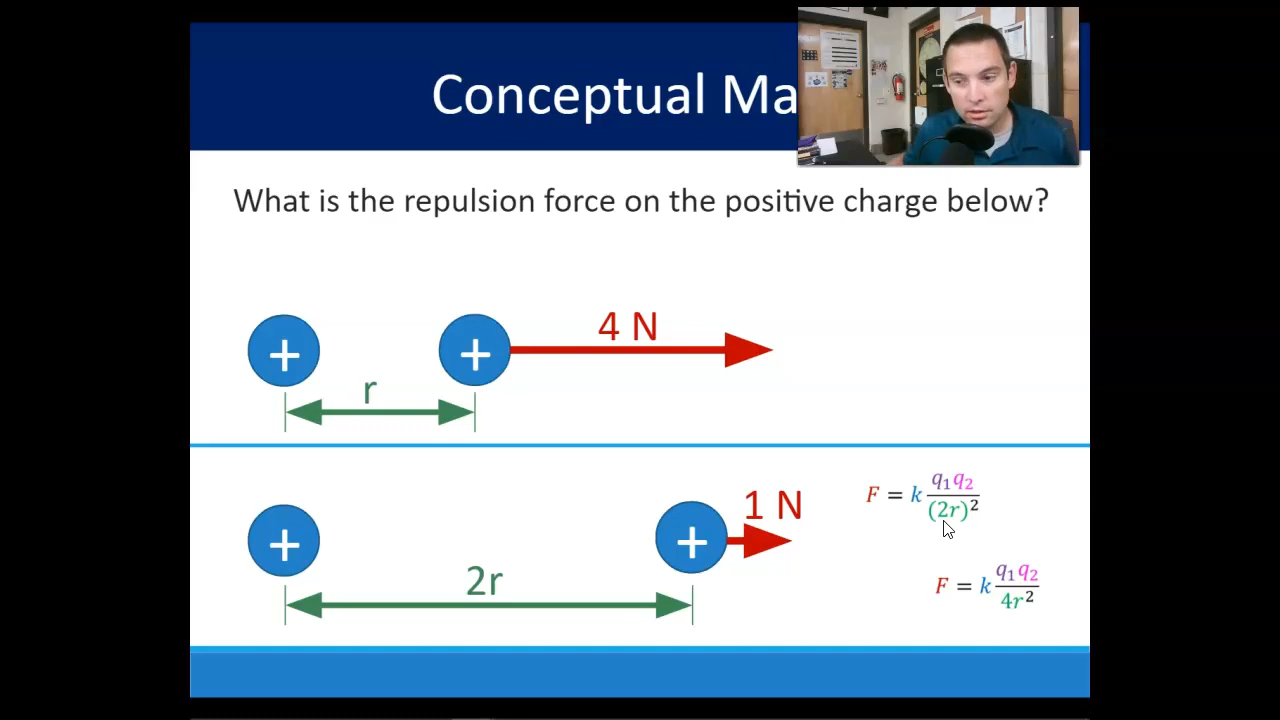 Conceptual Ma
What is the repulsion force on the positive charge below?
4 N
+ +
r
1 N
+ +
2r
F = k q₁q₂/(2r)²
F = k q₁q₂/4r²